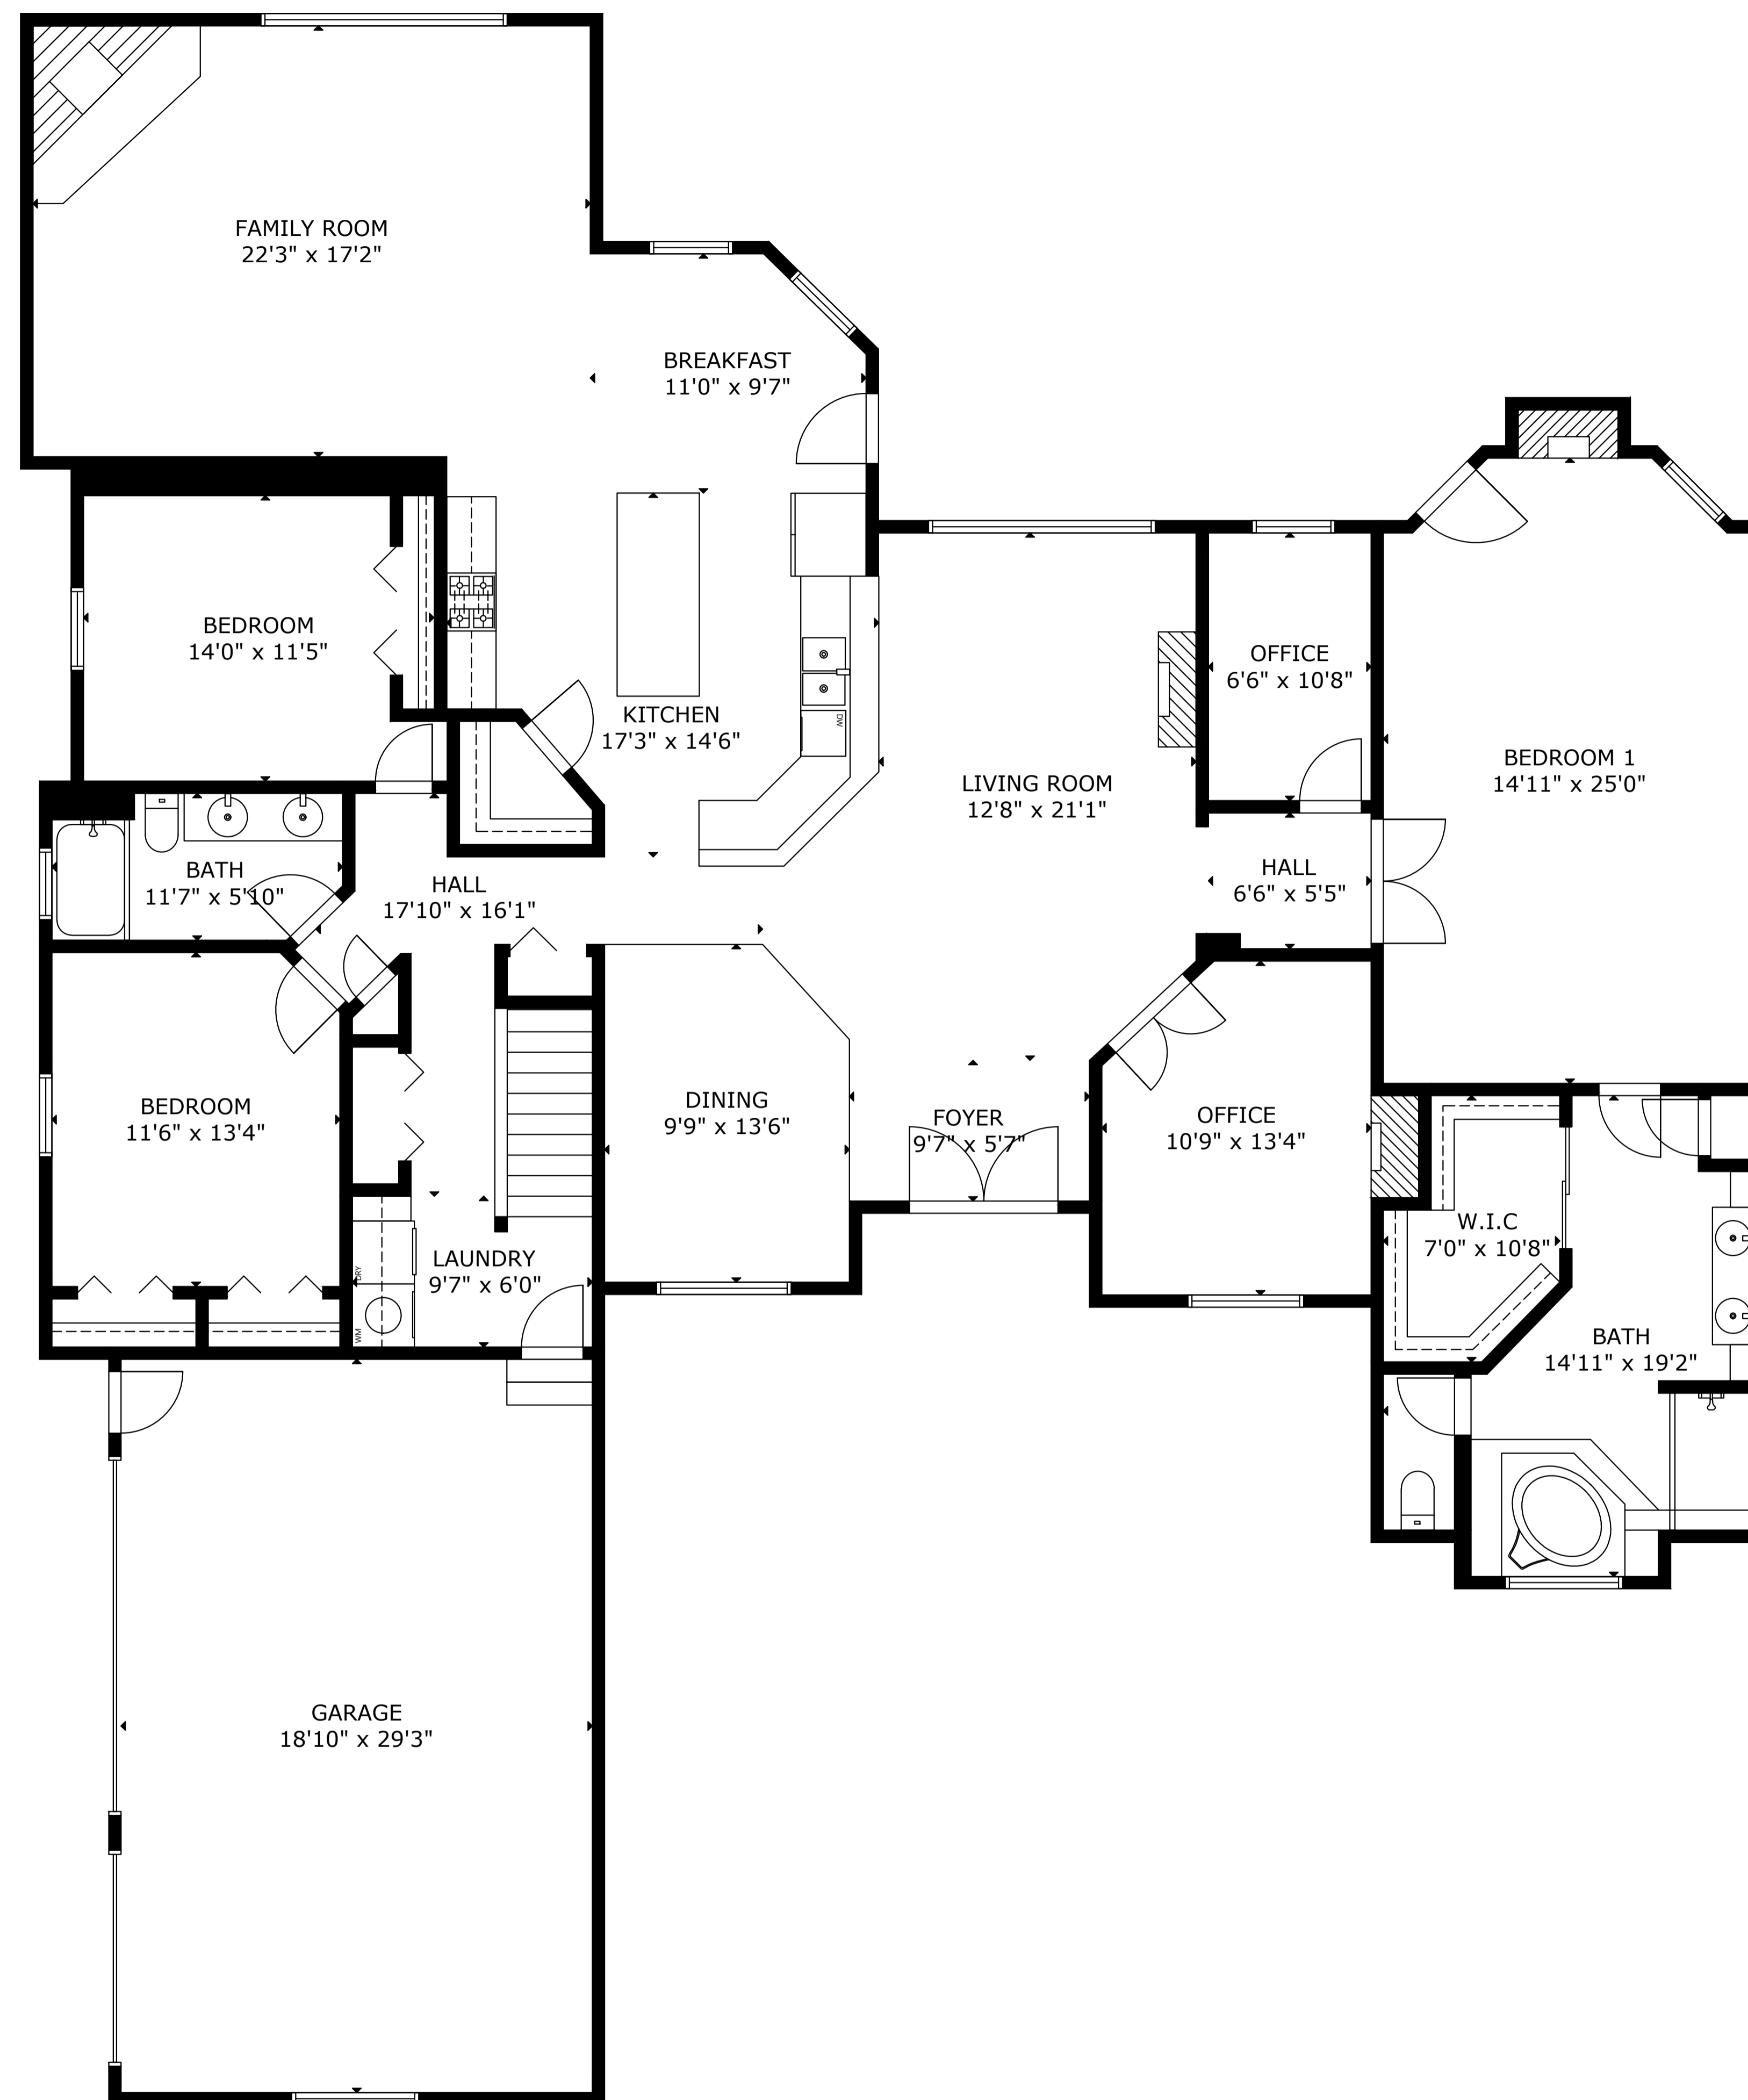 FAMILY ROOM
22'3" x 17'2"
BREAKFAST
11'0" x 9'7"
BEDROOM
14'0" x 11'5"
OFFICE
6'6" x 10'8"
KITCHEN
17'3" x 14'6"
DW
LIVING ROOM
12'8" x 21'1"
BEDROOM 1
14'11" x 25'0"
BATH
11'7" x 5'10"
HALL
17'10" x 16'1"
HALL
6'6" x 5'5"
BEDROOM
11'6" x 13'4"
DINING
9'9" x 13'6"
FOYER
9'7" x 5'7"
OFFICE
10'9" x 13'4"
W.I.C
7'0" x 10'8"
LAUNDRY
9'7" x 6'0"
DRY
WM
BATH
14'11" x 19'2"
GARAGE
18'10" x 29'3"